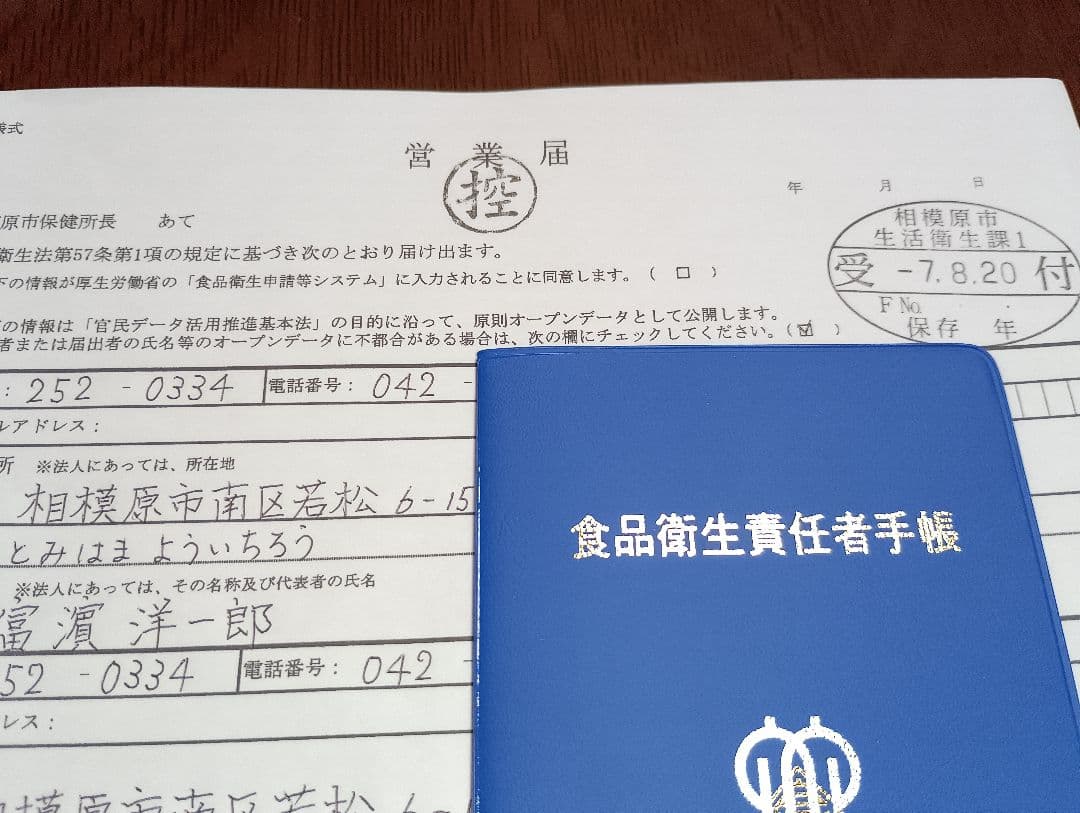 様式
営業届
控
年 月 日
原市保健所長 あて
衛生法第57条第1項の規定に基づき次のとおり届け出ます。
下の情報が厚生労働省の「食品衛生申請等システム」に入力されることに同意します。（ □ ）
の情報は「官民データ活用推進基本法」の目的に沿って、原則オープンデータとして公開します。
者または届出者の氏名等のオープンデータに不都合がある場合は、次の欄にチェックしてください。（☑ ）
相模原市
生活衛生課1
受 -7.8.20 付
F No.
保存 年
: 252 - 0334 電話番号: 042 -
ルアドレス:
所 ※法人にあっては、所在地
相模原市南区若松 6-15
とみはま よういちろう
※法人にあっては、その名称及び代表者の氏名
冨濵 洋一郎
52 - 0334 電話番号: 042 -
レス:
模原市南区若松 6-
食品衛生責任者手帳